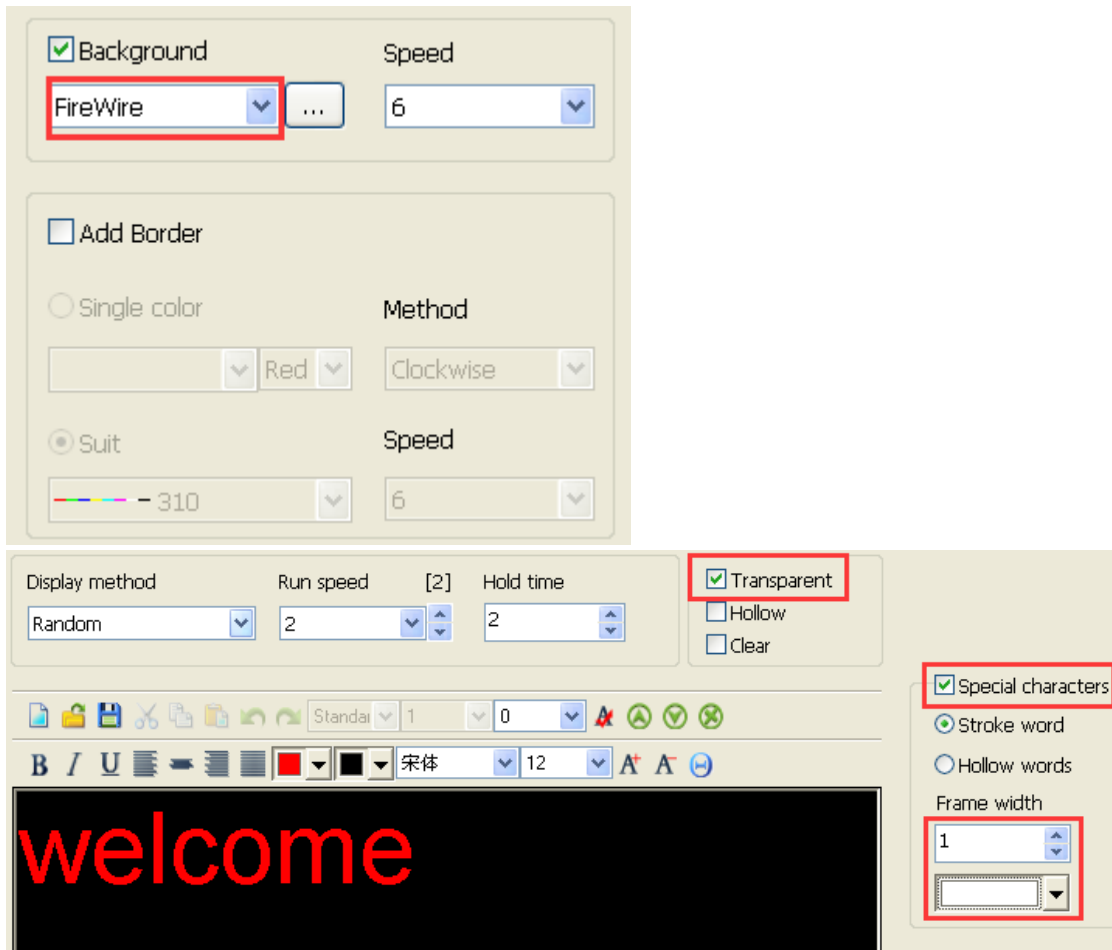 Background Speed
FireWire ... 6
Add Border
Single color Method
Red Clockwise
Suit Speed
310 6
Display method Run speed [2] Hold time Transparent
Random 2 2 Hollow
Clear
Special characters
Standar 1 0
Stroke word
B I U 宋体 12 A+ A-
Hollow words
Frame width
1
welcome